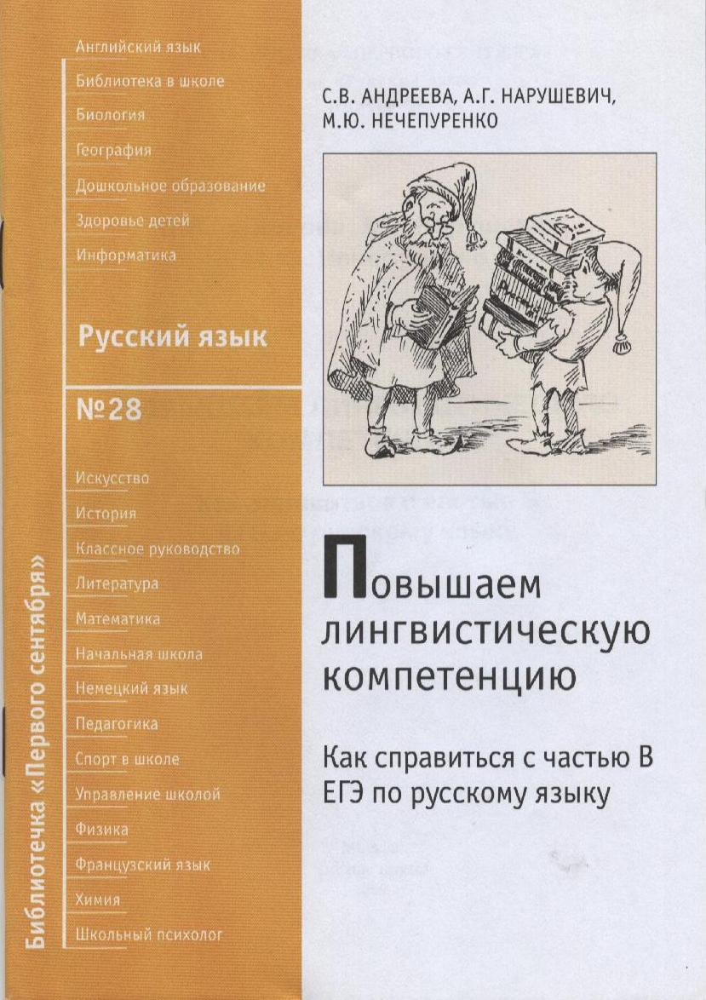 Английский язык
Библиотека в школе
Биология
География
Дошкольное образование
Здоровье детей
Информатика
Русский язык
№28
Искусство
История
Классное руководство
Литература
Математика
Начальная школа
Немецкий язык
Педагогика
Спорт в школе
Управление школой
Физика
Французский язык
Химия
Школьный психолог
Библиотечка «Первого сентября»
С.В. АНДРЕЕВА, А.Г. НАРУШЕВИЧ,
М.Ю. НЕЧЕПУРЕНКО
Повышаем
лингвистическую
компетенцию
Как справиться с частью В
ЕГЭ по русскому языку